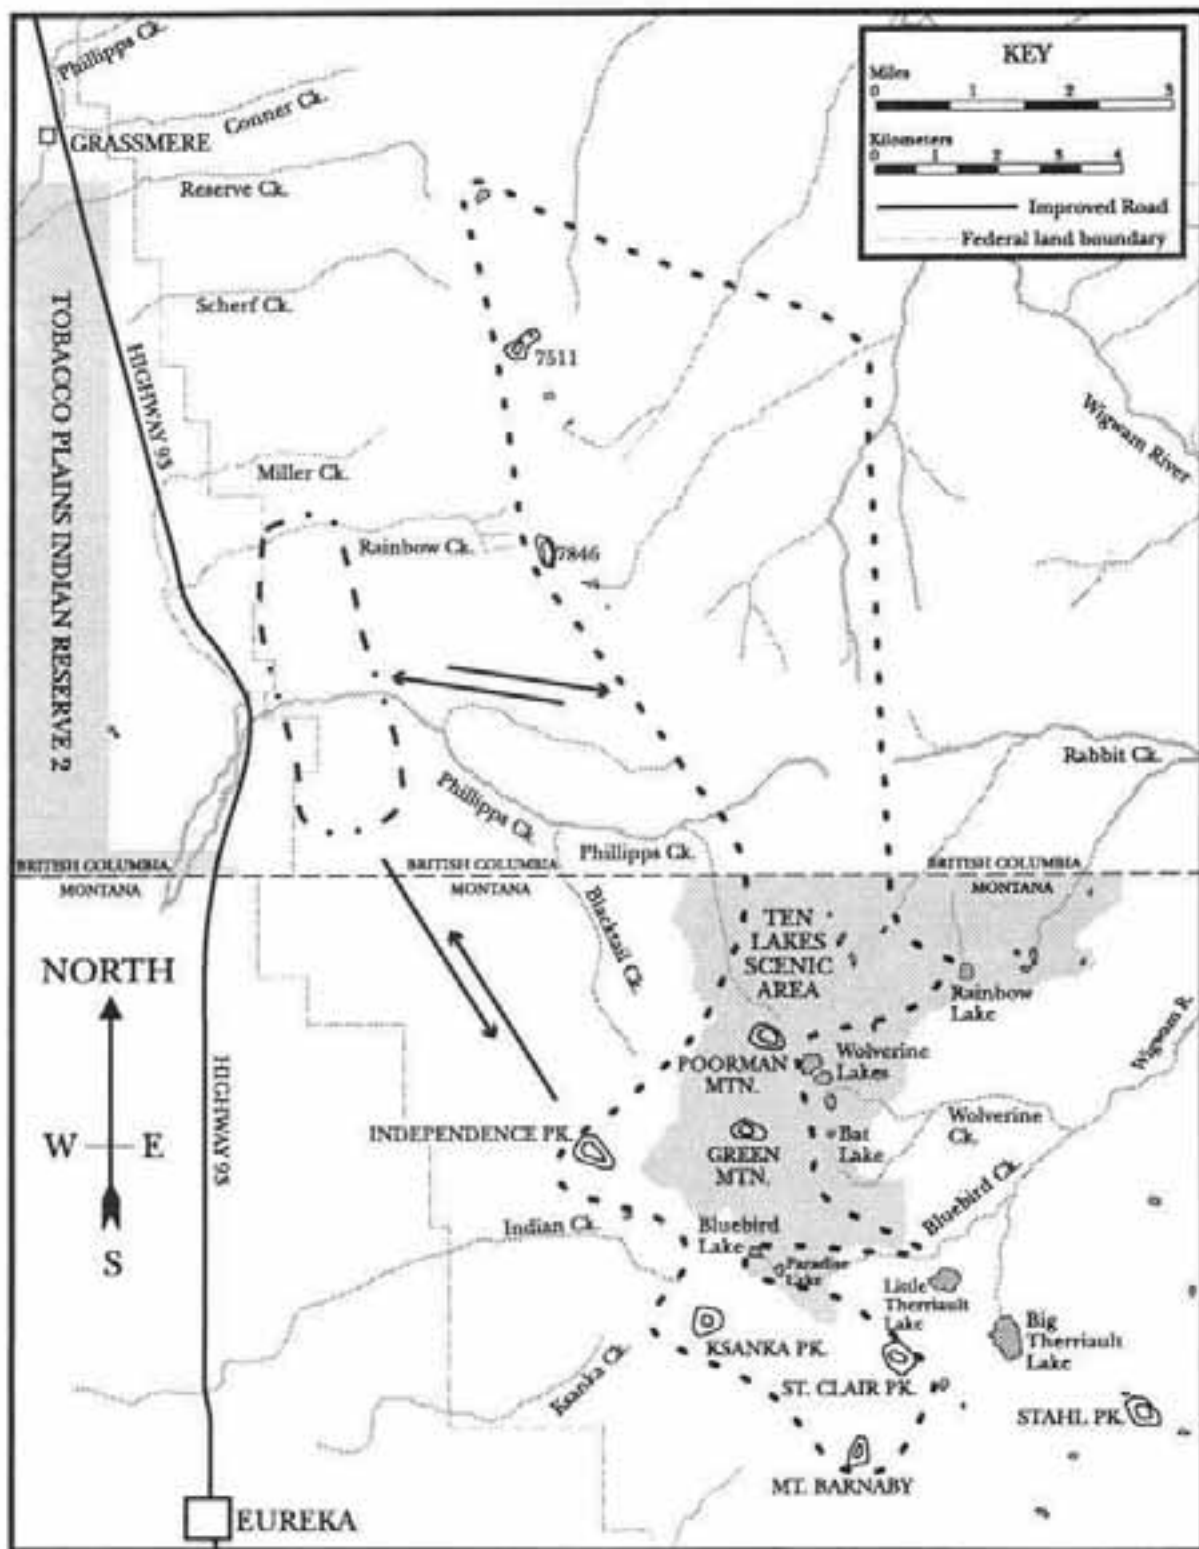 Phillipps Ck.
Conner Ck.
GRASSMERE
Reserve Ck.
Scherf Ck.
KEY
Miles
0 1 2 3
Kilometers
0 1 2 3 4
Improved Road
Federal land boundary
TOBACCO PLAINS INDIAN RESERVE 2
HIGHWAY 93
7511
Wigwam River
Miller Ck.
Rainbow Ck.
7846
Rabbit Ck.
Phillipps Ck.
Phillipps Ck.
BRITISH COLUMBIA
MONTANA
BRITISH COLUMBIA
MONTANA
BRITISH COLUMBIA
MONTANA
Blacktail Ck.
TEN
LAKES
SCENIC
AREA
NORTH
W E
S
HIGHWAY 93
Rainbow
Lake
Wigwam R.
POORMAN
MTN.
Wolverine
Lakes
Wolverine
Ck.
INDEPENDENCE PK.
GREEN
MTN.
Bat
Lake
Bluebird Ck.
Indian Ck.
Bluebird
Lake
Paradise
Lake
Little
Therriault
Lake
Big
Therriault
Lake
KSANKA PK.
Ksanka Ck.
ST. CLAIR PK.
STAHL PK.
MT. BARNABY
EUREKA